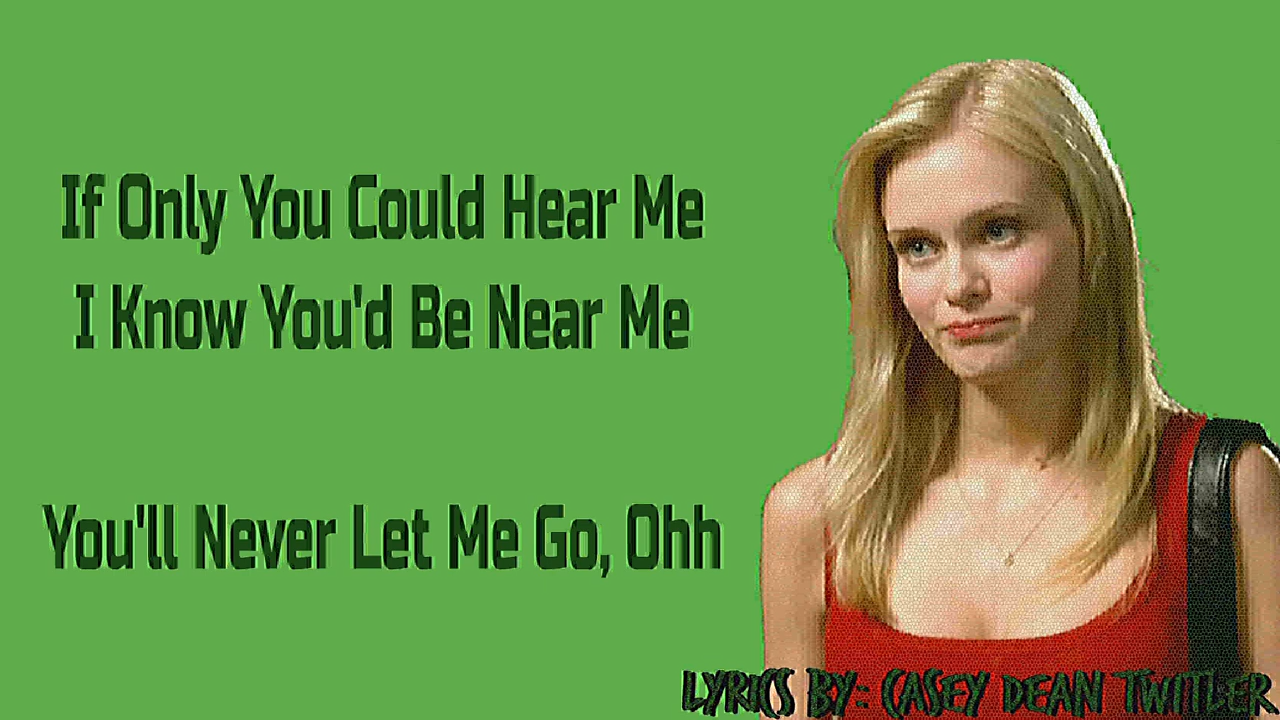 If Only You Could Hear Me
I Know You'd Be Near Me
You'll Never Let Me Go, Ohh
LYRICS BY: CASEY DEAN TWITLER